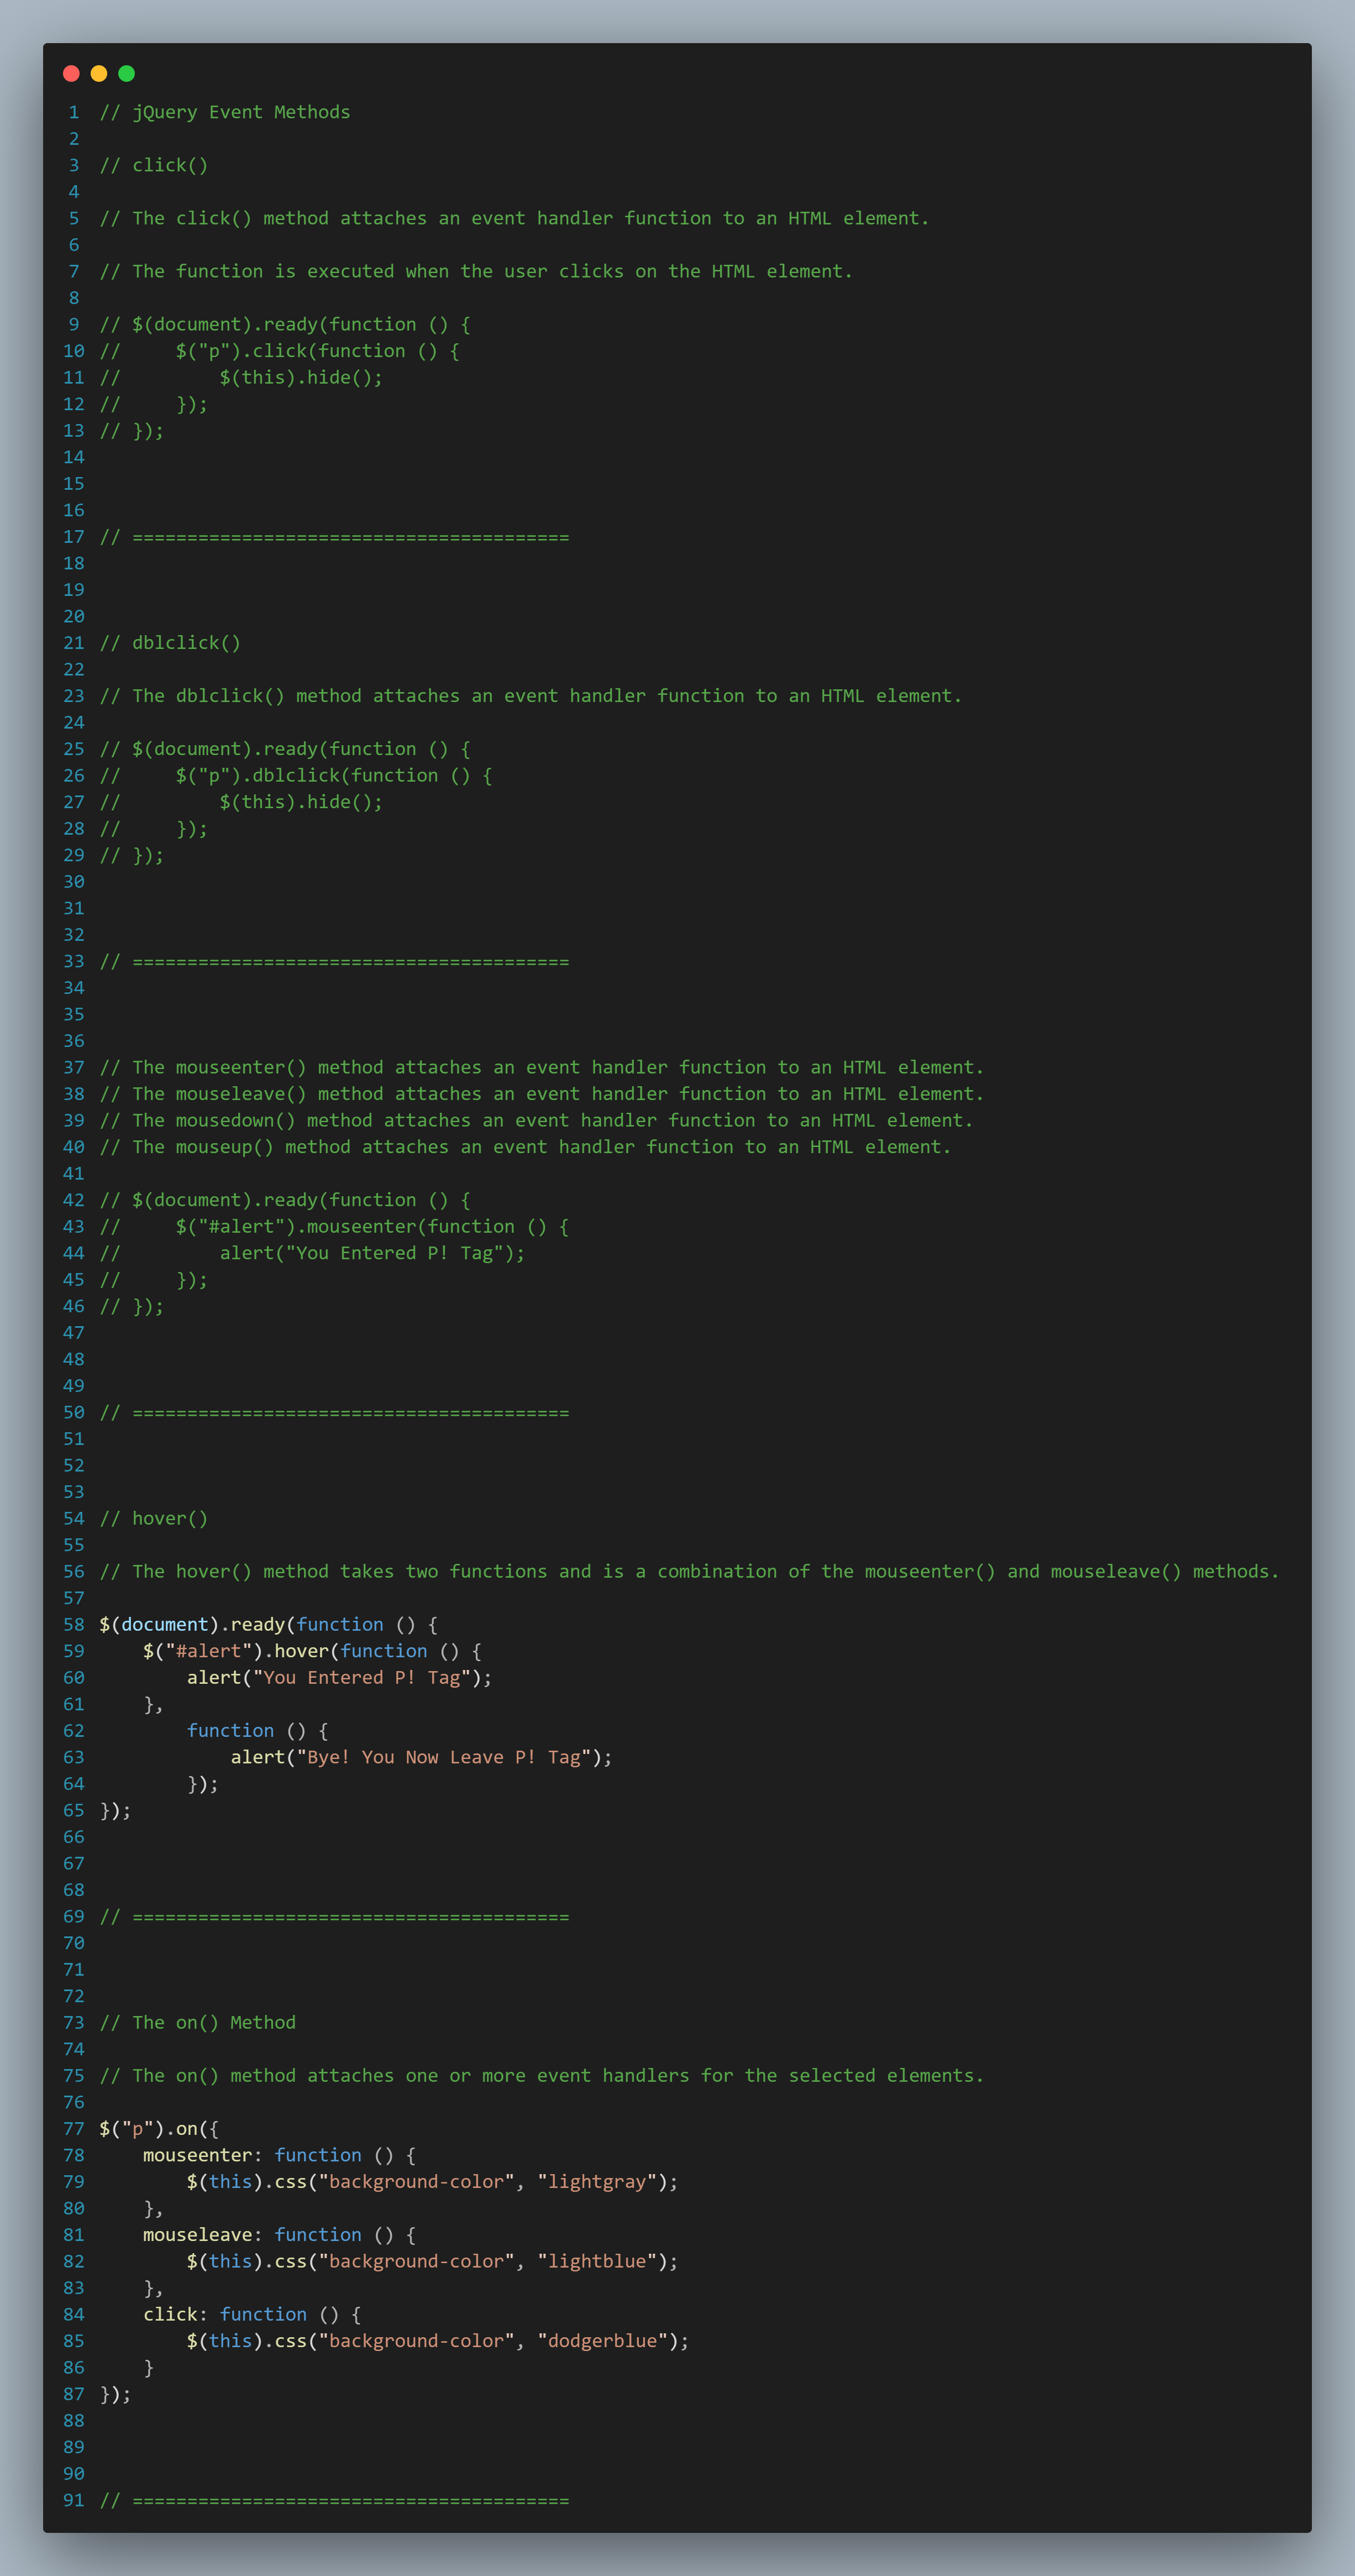 1 // jQuery Event Methods
2
3 // click()
4
5 // The click() method attaches an event handler function to an HTML element.
6
7 // The function is executed when the user clicks on the HTML element.
8
9 // $(document).ready(function () {
10 //     $("p").click(function () {
11 //         $(this).hide();
12 //     });
13 // });
14
15
16
17 // ========================================
18
19
20
21 // dblclick()
22
23 // The dblclick() method attaches an event handler function to an HTML element.
24
25 // $(document).ready(function () {
26 //     $("p").dblclick(function () {
27 //         $(this).hide();
28 //     });
29 // });
30
31
32
33 // ========================================
34
35
36
37 // The mouseenter() method attaches an event handler function to an HTML element.
38 // The mouseleave() method attaches an event handler function to an HTML element.
39 // The mousedown() method attaches an event handler function to an HTML element.
40 // The mouseup() method attaches an event handler function to an HTML element.
41
42 // $(document).ready(function () {
43 //     $("#alert").mouseenter(function () {
44 //         alert("You Entered P! Tag");
45 //     });
46 // });
47
48
49
50 // ========================================
51
52
53
54 // hover()
55
56 // The hover() method takes two functions and is a combination of the mouseenter() and mouseleave() methods.
57
58 $(document).ready(function () {
59     $("#alert").hover(function () {
60         alert("You Entered P! Tag");
61     },
62         function () {
63             alert("Bye! You Now Leave P! Tag");
64         });
65 });
66
67
68
69 // ========================================
70
71
72
73 // The on() Method
74
75 // The on() method attaches one or more event handlers for the selected elements.
76
77 $("p").on({
78     mouseenter: function () {
79         $(this).css("background-color", "lightgray");
80     },
81     mouseleave: function () {
82         $(this).css("background-color", "lightblue");
83     },
84     click: function () {
85         $(this).css("background-color", "dodgerblue");
86     }
87 });
88
89
90
91 // ========================================